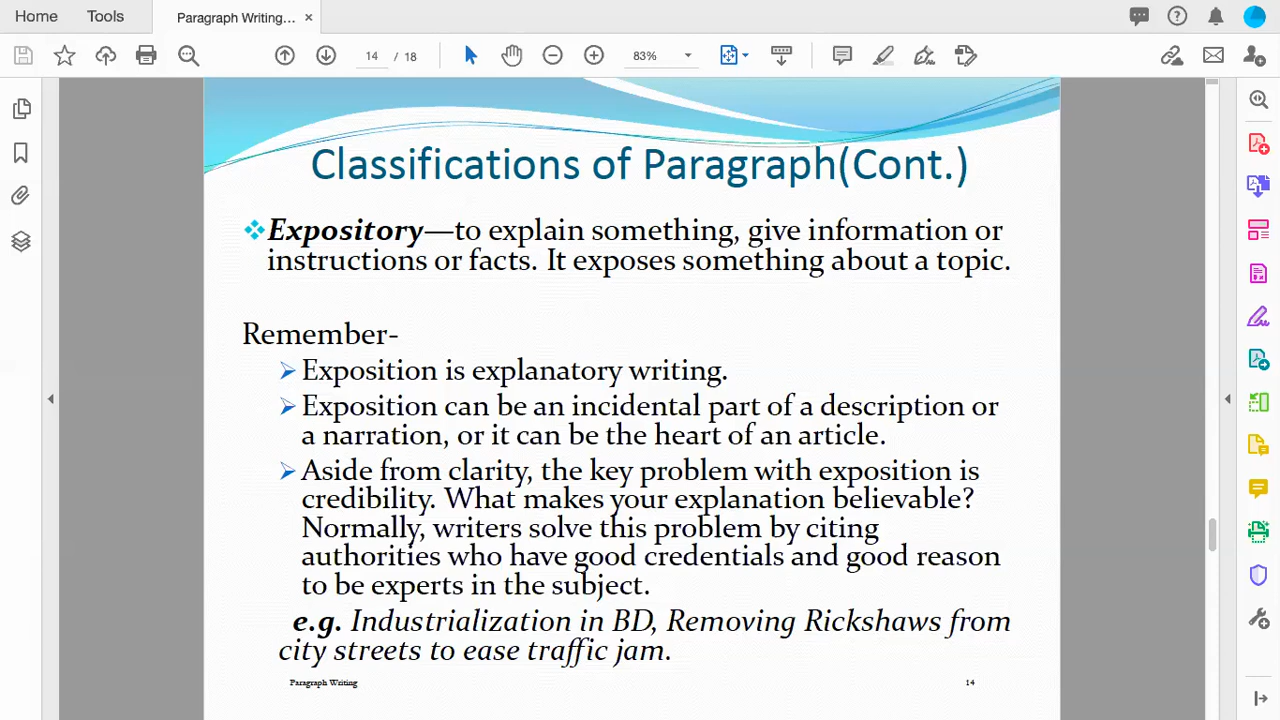 Home
Tools
Paragraph Writing...
14 / 18
83%
Classifications of Paragraph(Cont.)
Expository—to explain something, give information or
instructions or facts. It exposes something about a topic.
Remember-
Exposition is explanatory writing.
Exposition can be an incidental part of a description or
a narration, or it can be the heart of an article.
Aside from clarity, the key problem with exposition is
credibility. What makes your explanation believable?
Normally, writers solve this problem by citing
authorities who have good credentials and good reason
to be experts in the subject.
e.g. Industrialization in BD, Removing Rickshaws from
city streets to ease traffic jam.
Paragraph Writing
14